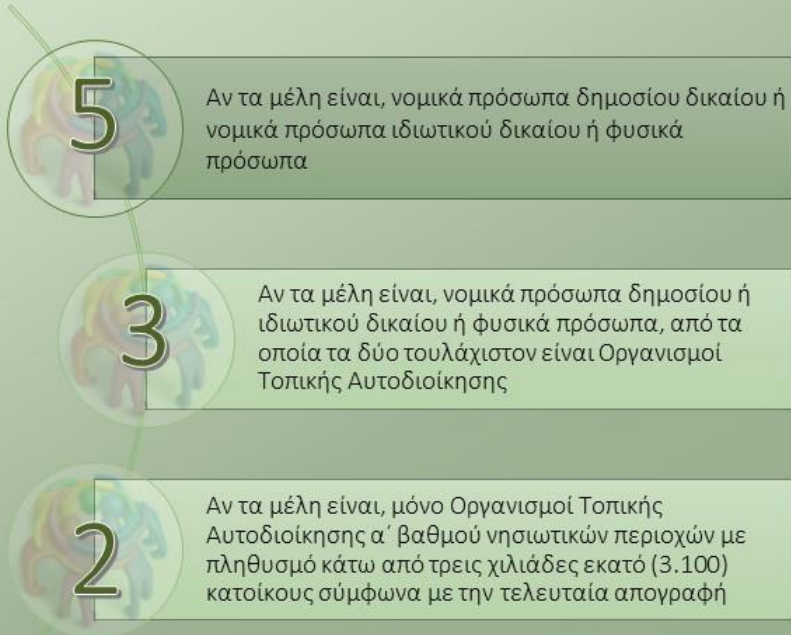 5
Αν τα μέλη είναι, νομικά πρόσωπα δημοσίου δικαίου ή
νομικά πρόσωπα ιδιωτικού δικαίου ή φυσικά
πρόσωπα
3
Αν τα μέλη είναι, νομικά πρόσωπα δημοσίου ή
ιδιωτικού δικαίου ή φυσικά πρόσωπα, από τα
οποία τα δύο τουλάχιστον είναι Οργανισμοί
Τοπικής Αυτοδιοίκησης
2
Αν τα μέλη είναι, μόνο Οργανισμοί Τοπικής
Αυτοδιοίκησης α΄ βαθμού νησιωτικών περιοχών με
πληθυσμό κάτω από τρεις χιλιάδες εκατό (3.100)
κατοίκους σύμφωνα με την τελευταία απογραφή